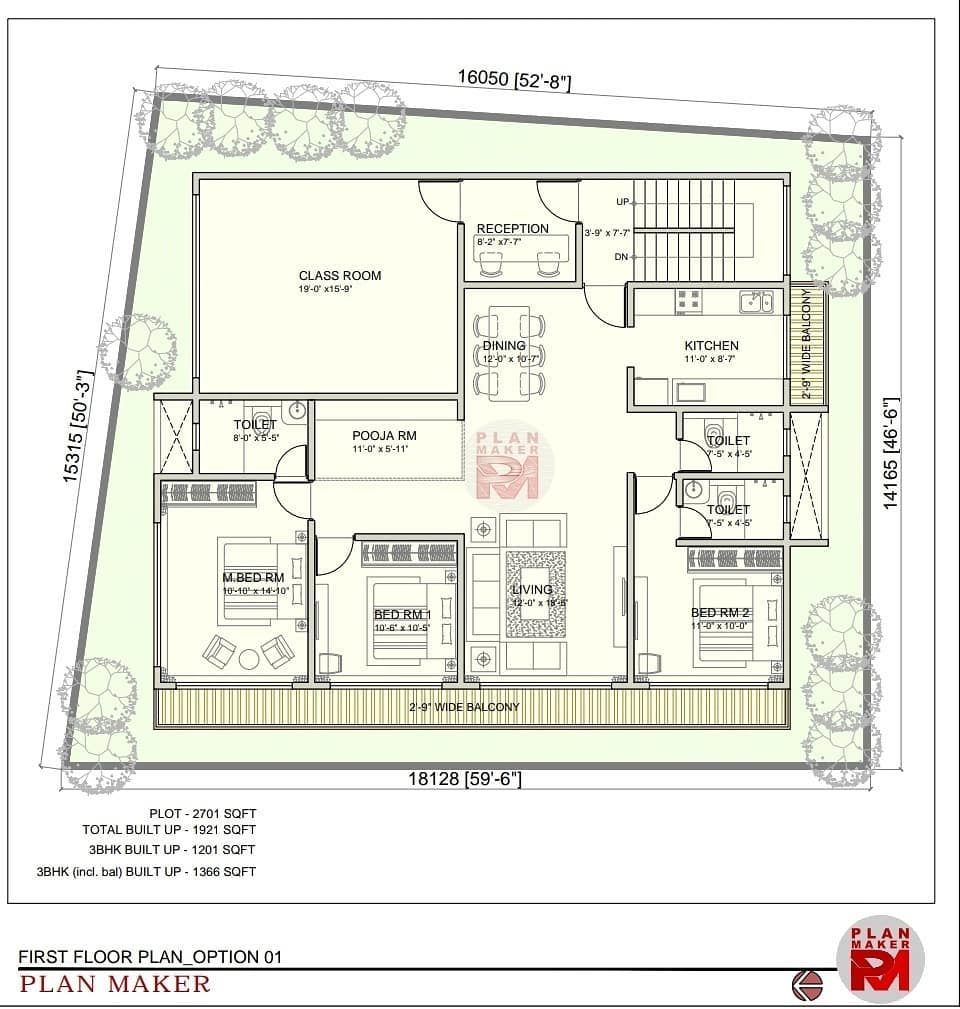 16050 [52'-8"]
15315 [50'-3"]
14165 [46'-6"]
18128 [59'-6"]
CLASS ROOM
19'-0" x15'-9"
RECEPTION
8'-2" x7'-7"
UP
3'-9" x 7'-7"
DN
DINING
12'-0" x 10'-7"
KITCHEN
11'-0" x 8'-7"
2'-9" WIDE BALCONY
TOILET
8'-0" x 5'-5"
POOJA RM
11'-0" x 5'-11"
PLAN
MAKER
PM
TOILET
7'-5" x 4'-5"
TOILET
7'-5" x 4'-5"
M.BED RM
10'-10" x 14'-10"
BED RM 1
10'-6" x 10'-5"
LIVING
BED RM 2
11'-0" x 10'-0"
2'-9" WIDE BALCONY
PLOT - 2701 SQFT
TOTAL BUILT UP - 1921 SQFT
3BHK BUILT UP - 1201 SQFT
3BHK (incl. bal) BUILT UP - 1366 SQFT
FIRST FLOOR PLAN_OPTION 01
PLAN MAKER
PLAN
MAKER
PM